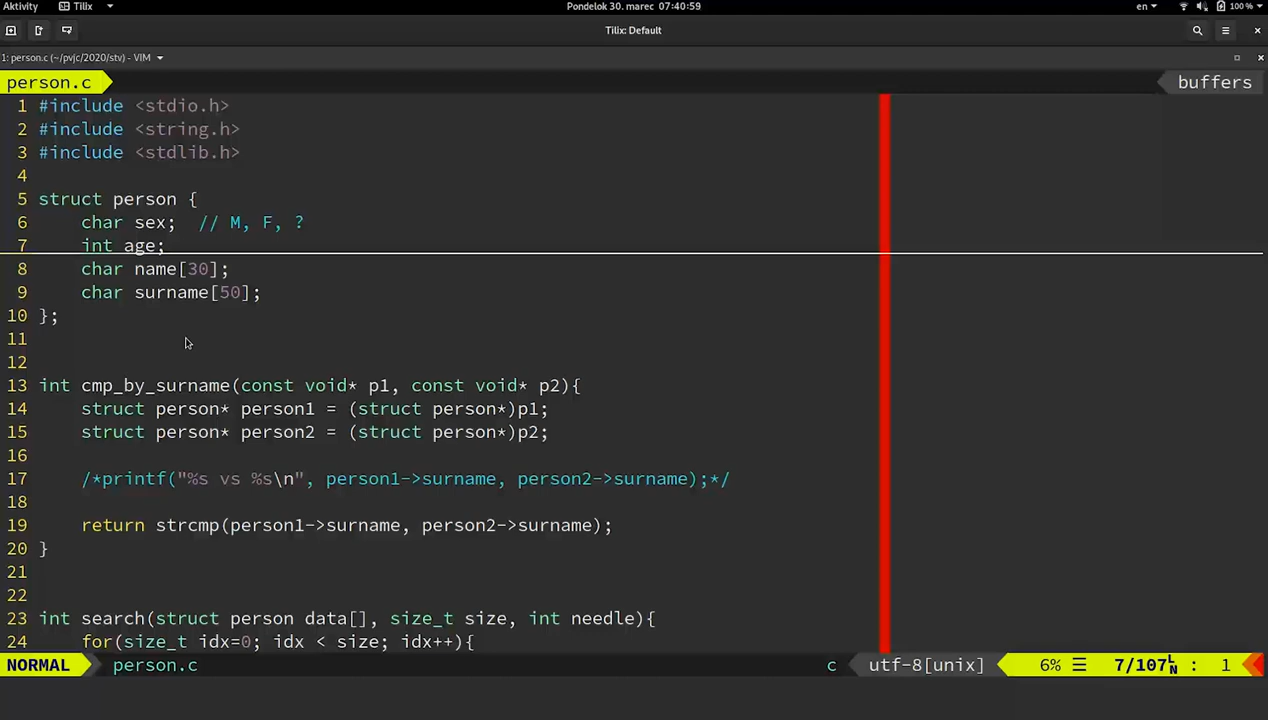 Aktivity Tilix Pondelok 30. marec 07:40:59 en 100 %
Tilix: Default
1: person.c (~/pvjc/2020/stv) - VIM
person.c buffers
1 #include <stdio.h>
2 #include <string.h>
3 #include <stdlib.h>
4
5 struct person {
6 char sex; // M, F, ?
7 int age;
8 char name[30];
9 char surname[50];
10 };
11
12
13 int cmp_by_surname(const void* p1, const void* p2){
14 struct person* person1 = (struct person*)p1;
15 struct person* person2 = (struct person*)p2;
16
17 /*printf("%s vs %s\n", person1->surname, person2->surname);*/
18
19 return strcmp(person1->surname, person2->surname);
20 }
21
22
23 int search(struct person data[], size_t size, int needle){
24 for(size_t idx=0; idx < size; idx++){
NORMAL person.c c utf-8[unix] 6% ☰ 7/107 LN : 1